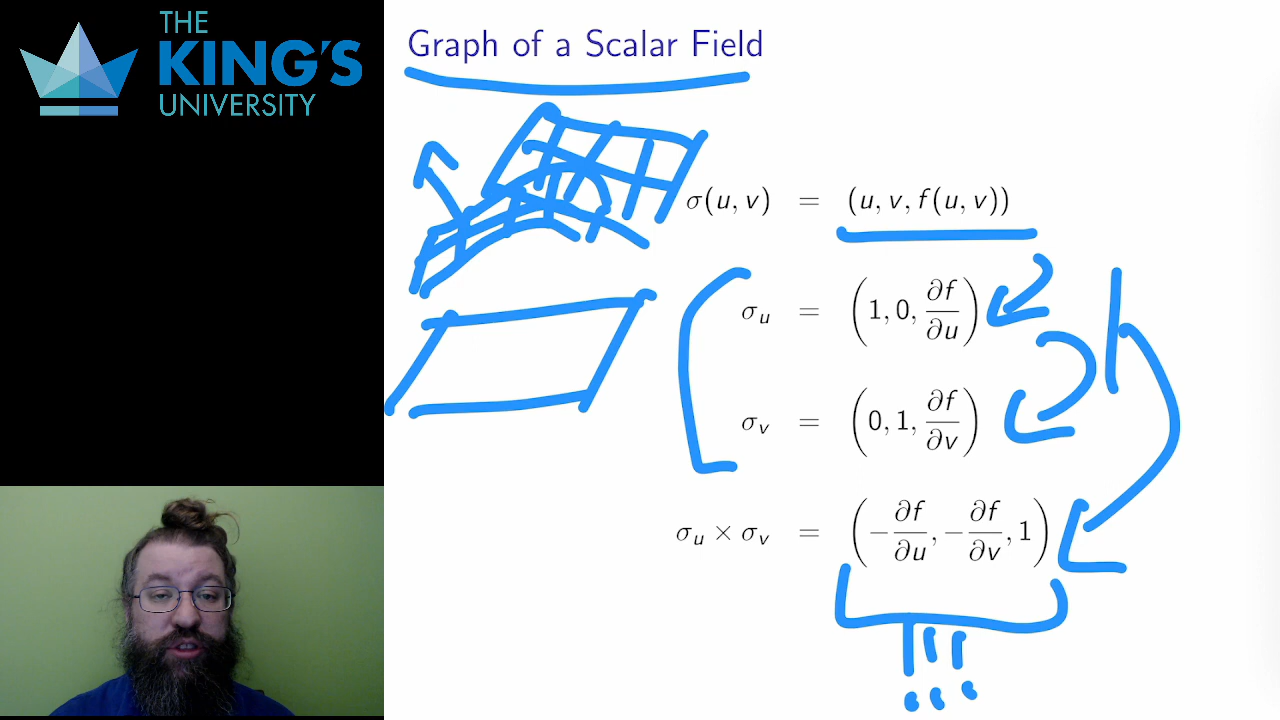 THE
KING'S
UNIVERSITY
Graph of a Scalar Field
σ(u, v) = (u, v, f(u, v))
σ_u = (1, 0, ∂f/∂u)
σ_v = (0, 1, ∂f/∂v)
σ_u × σ_v = (−∂f/∂u, −∂f/∂v, 1)
!!!